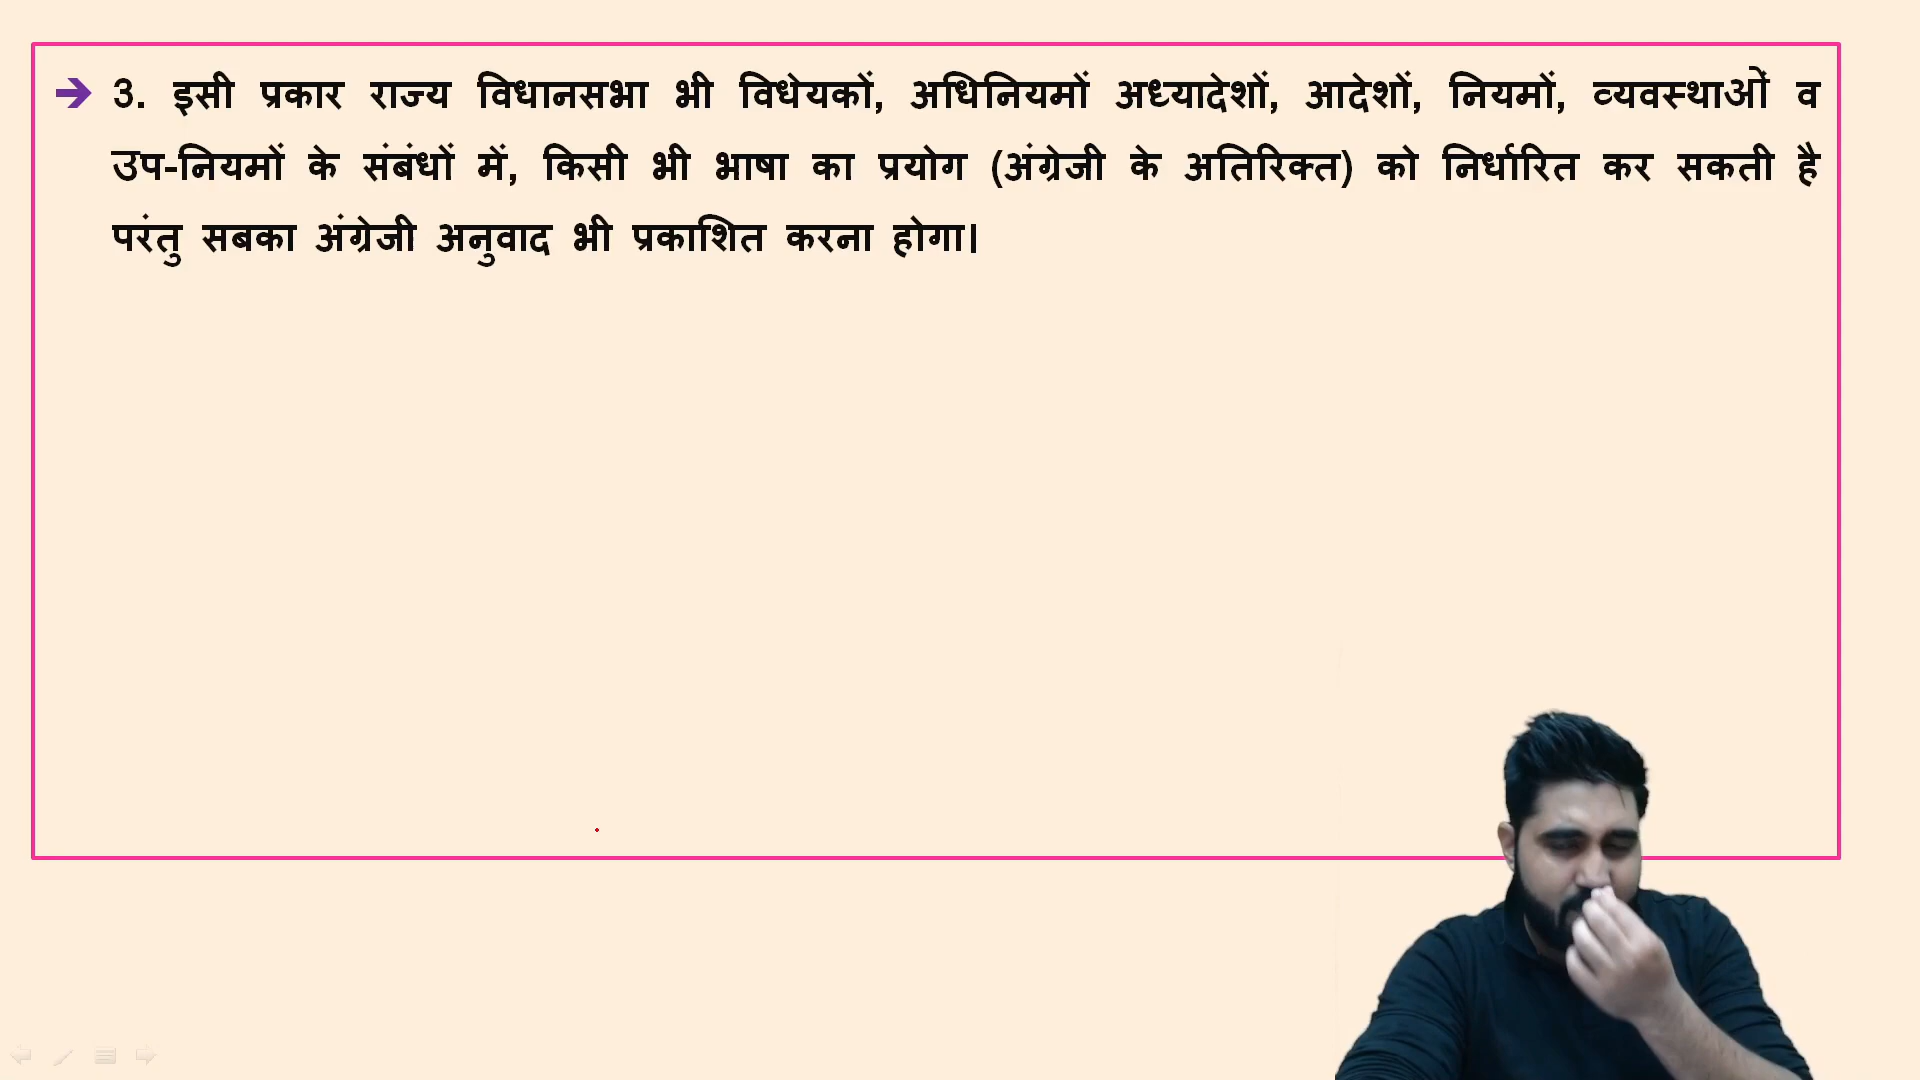 ➔ 3. इसी प्रकार राज्य विधानसभा भी विधेयकों, अधिनियमों अध्यादेशों, आदेशों, नियमों, व्यवस्थाओं व
उप-नियमों के संबंधों में, किसी भी भाषा का प्रयोग (अंग्रेजी के अतिरिक्त) को निर्धारित कर सकती है
परंतु सबका अंग्रेजी अनुवाद भी प्रकाशित करना होगा।